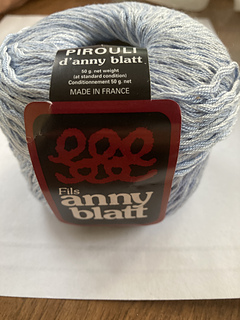 PIROULI
d'anny blatt
50 g. net weight
(at standard condition)
Conditionnement 50 g. net
MADE IN FRANCE
Fils
anny
blatt